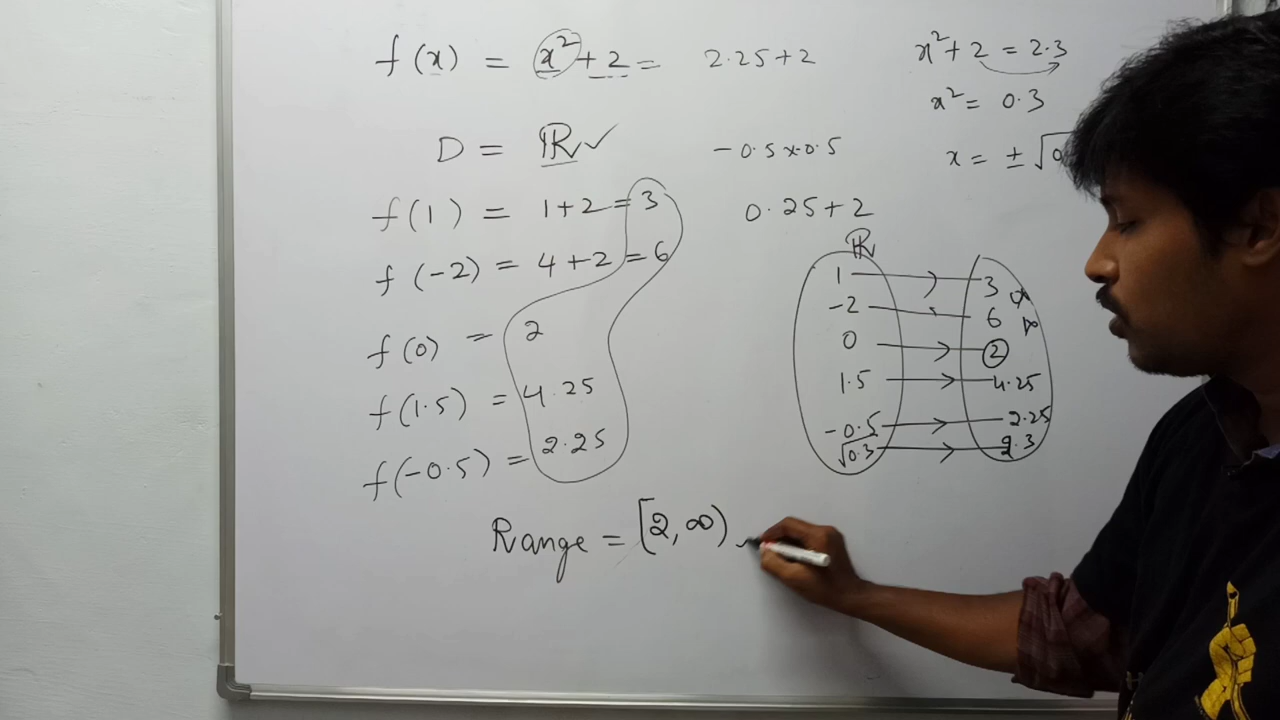 f(x) = x²+2 = 2.25+2
D = ℝ ✓
f(1) = 1+2 = 3
f(-2) = 4+2 = 6
f(0) = 2
f(1.5) = 4.25
f(-0.5) = 2.25
Range = [2, ∞)
-0.5 x -0.5
0.25+2
x²+2 = 2.3
x² = 0.3
x = ± √0
ℝ
1 → 3
-2 → 6
0 → 2
1.5 → 4.25
-0.5 → 2.25
√0.3 → 2.3